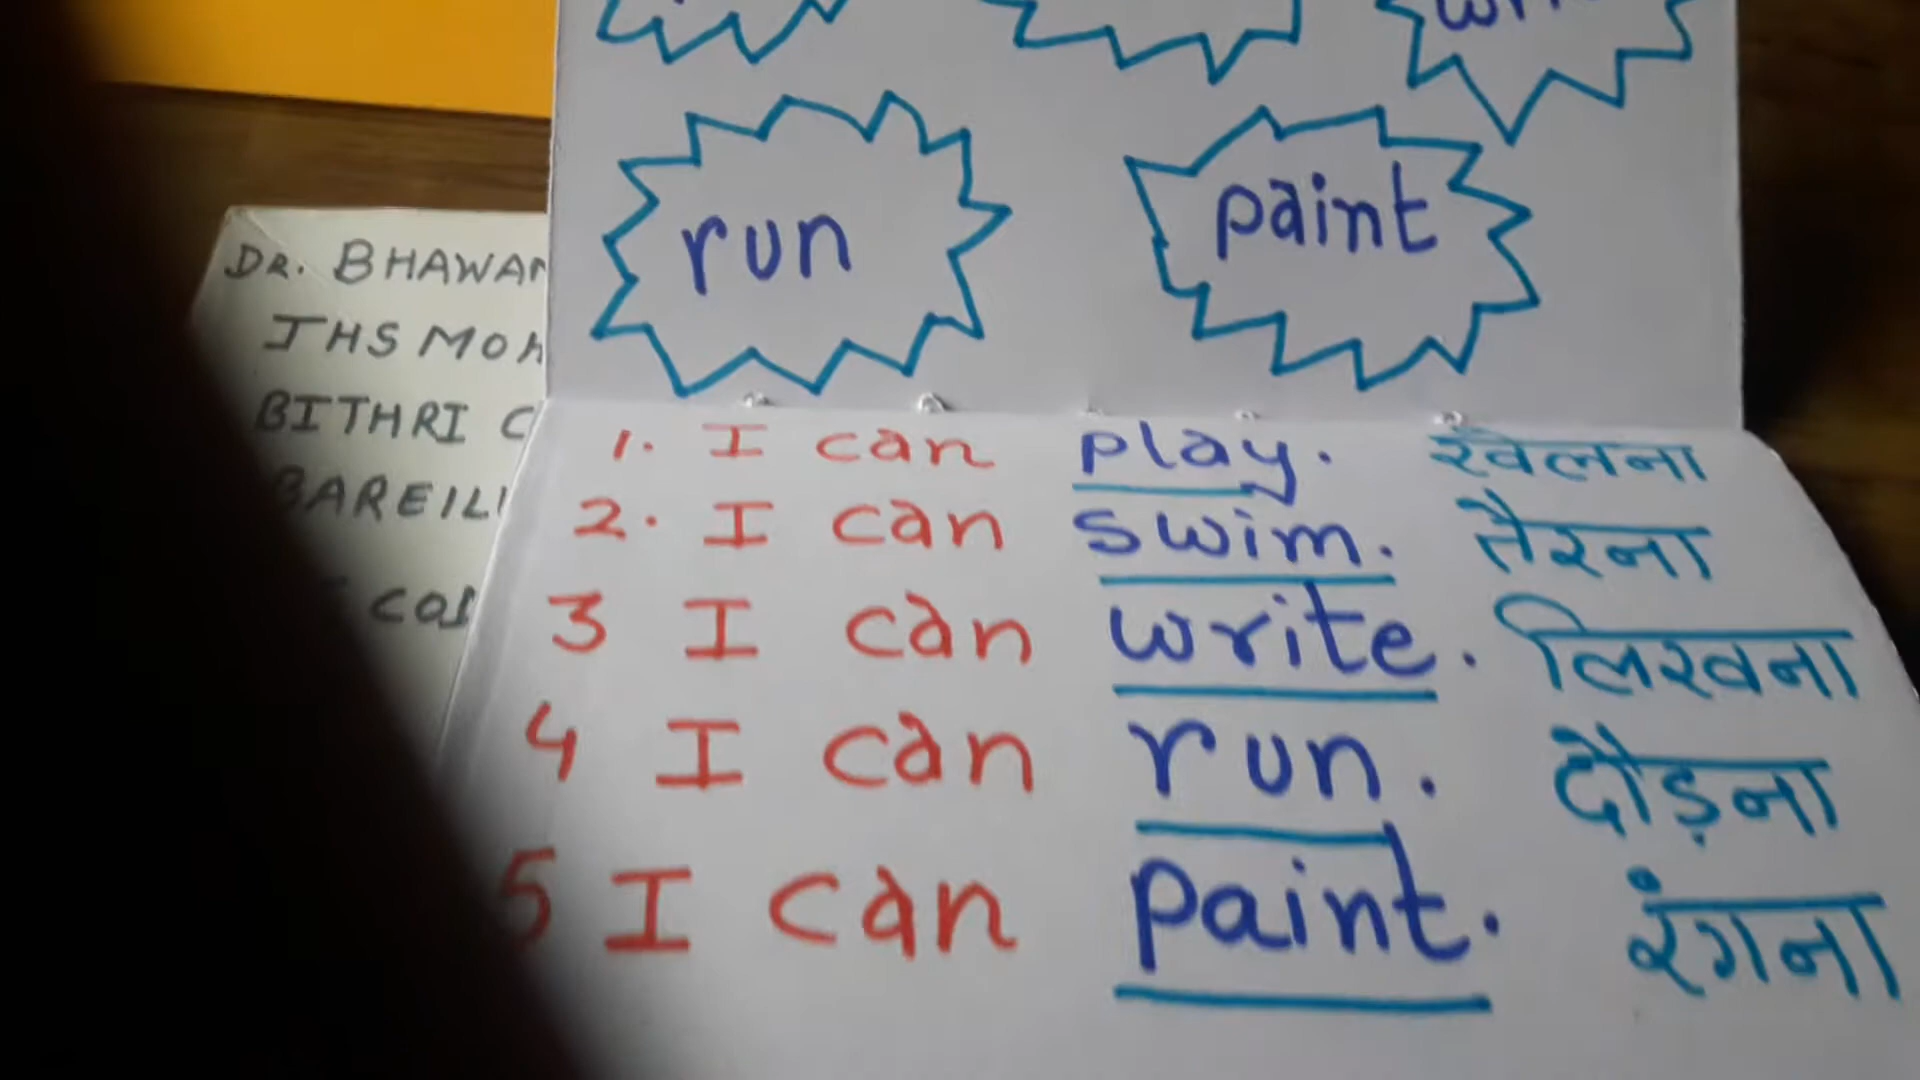 run
paint
DR. BHAWAN
JHS MOH
BITHRI C
BAREILL
1. I can play. खेलना
2. I can swim. तैरना
3 I can write. लिखना
4 I can run. दौड़ना
5 I can paint. रंगना